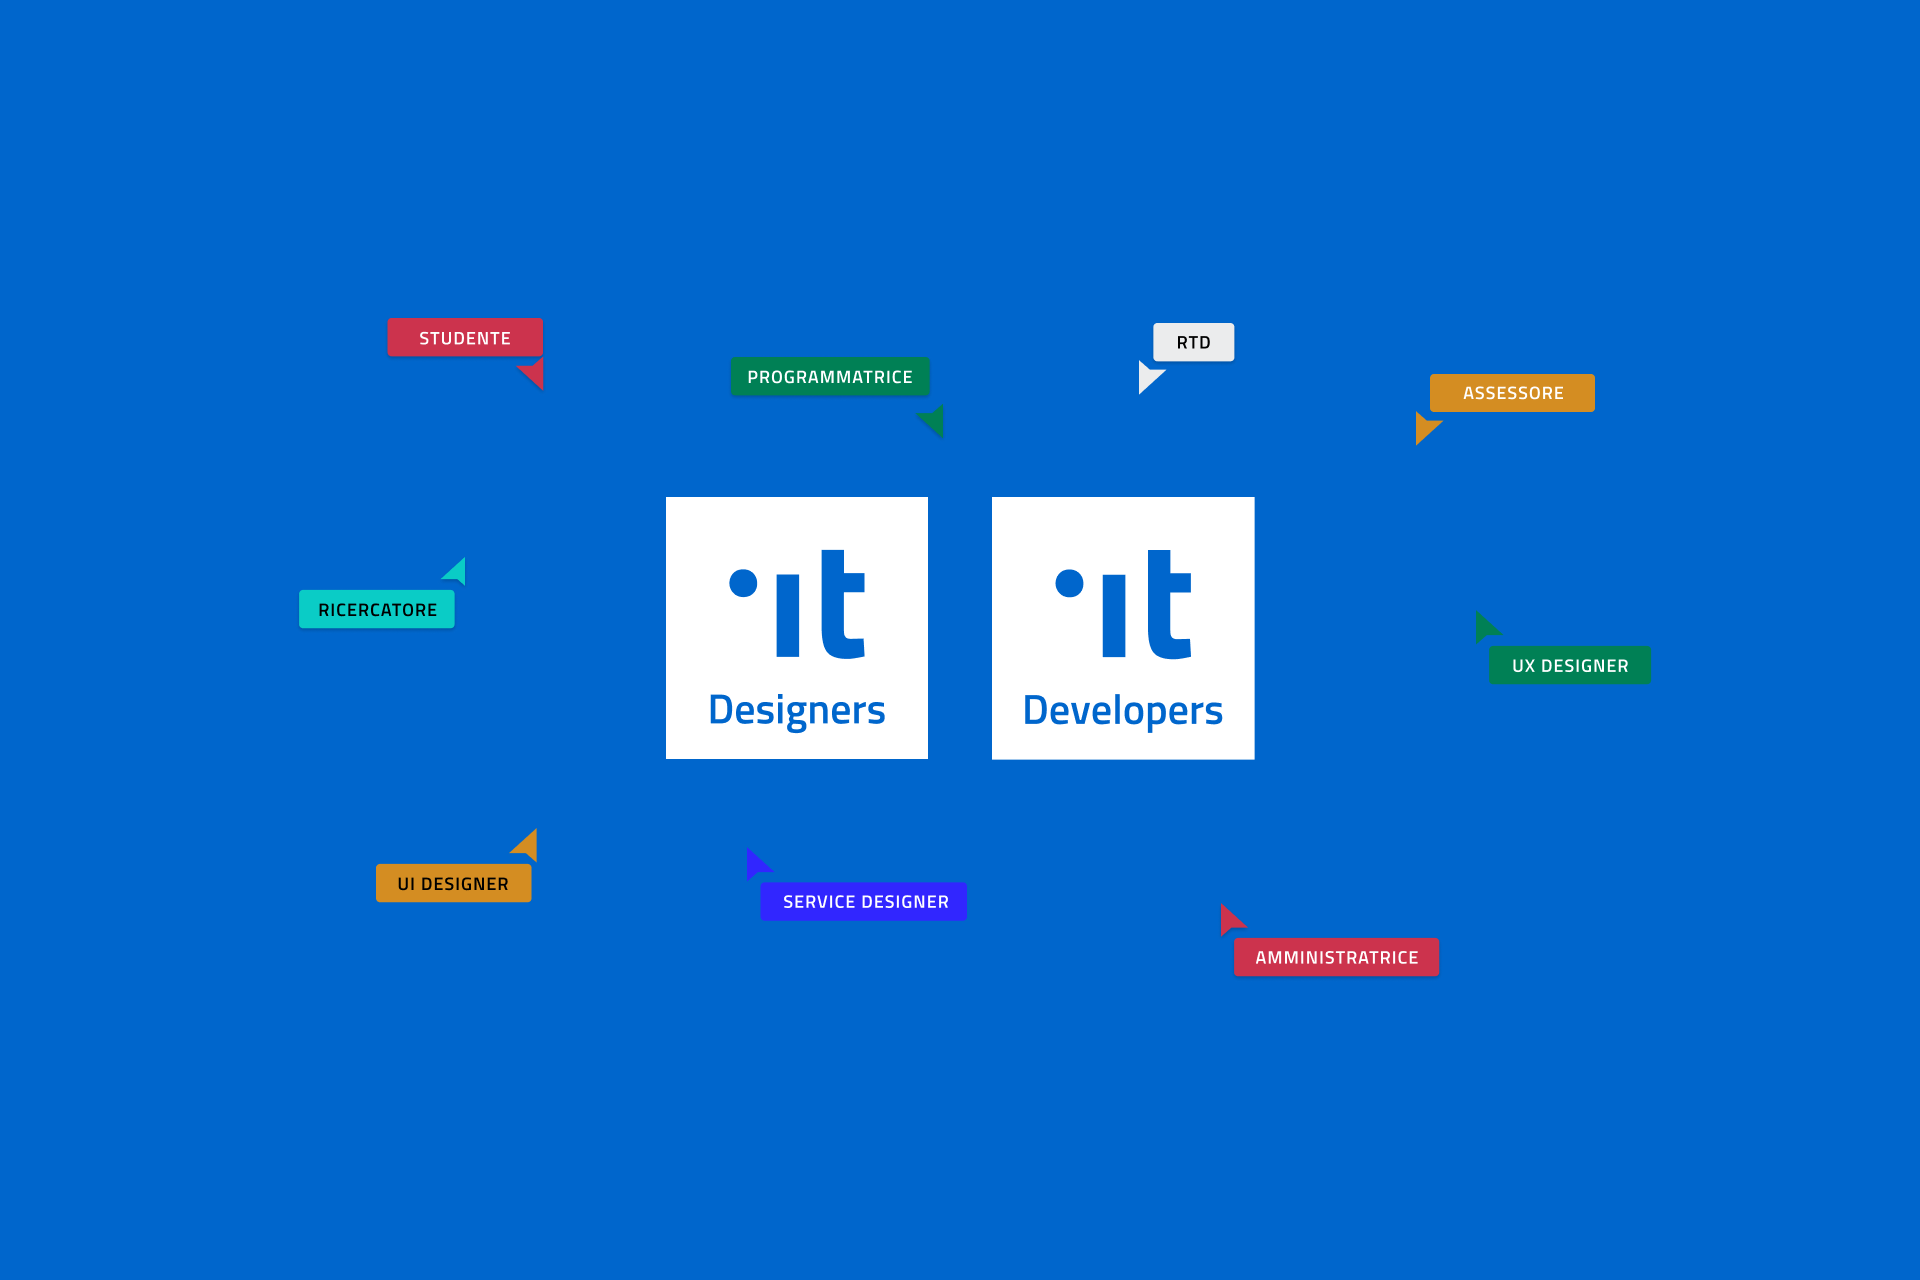 STUDENTE
RTD
PROGRAMMATRICE
ASSESSORE
it
Designers
it
Developers
RICERCATORE
UX DESIGNER
UI DESIGNER
SERVICE DESIGNER
AMMINISTRATRICE